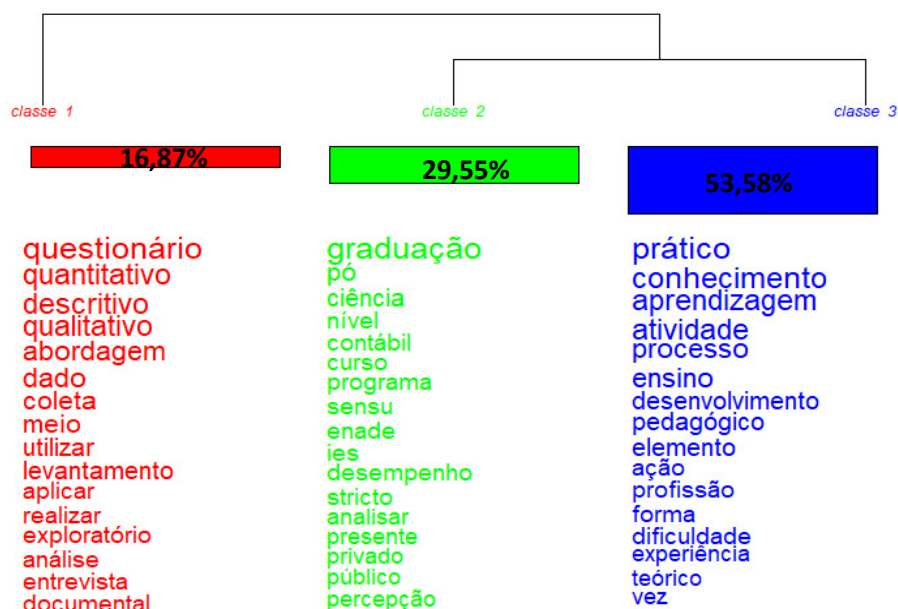 classe 1
classe 2
classe 3
16,87%
29,55%
53,58%
questionário
quantitativo
descritivo
qualitativo
abordagem
dado
coleta
meio
utilizar
levantamento
aplicar
realizar
exploratório
análise
entrevista
documental
graduação
pó
ciência
nível
contábil
curso
programa
sensu
enade
ies
desempenho
stricto
analisar
presente
privado
público
percepção
prático
conhecimento
aprendizagem
atividade
processo
ensino
desenvolvimento
pedagógico
elemento
ação
profissão
forma
dificuldade
experiência
teórico
vez